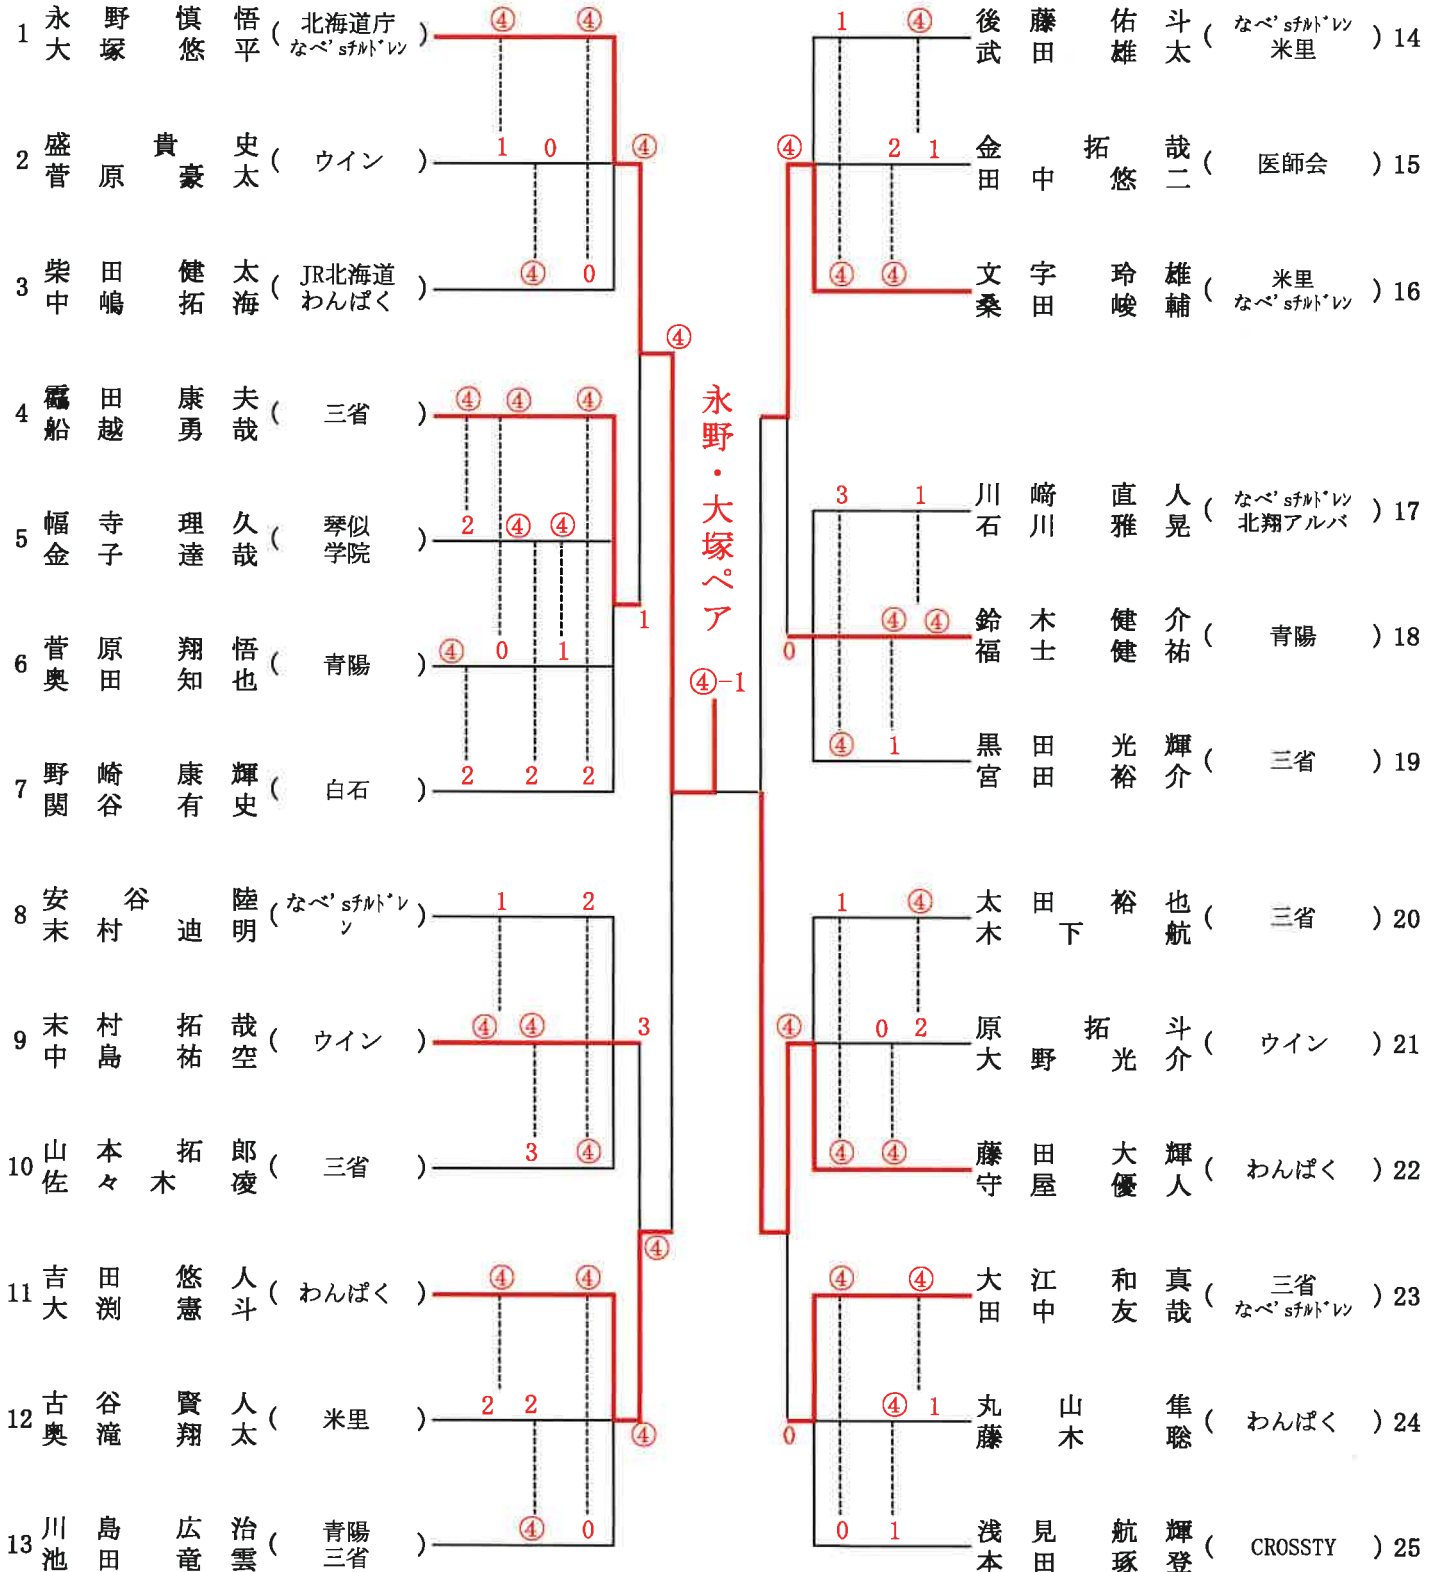 1 永野慎悟 大塚悠平 (北海道庁 なべ'sﾁﾙﾄﾞﾚﾝ) ④ ④
2 盛貴史 菅原豪太 (ウイン) 1 0
④
3 柴田健太 中嶋拓海 (JR北海道 わんぱく) ④ 0
④
4 田康夫 船越勇哉 (三省) ④ ④ ④
5 幅寺理久 金子達哉 (琴似 学院) 2 ④ ④
1
6 菅原翔悟 奥田知也 (青陽) ④ 0 1
7 野崎康輝 関谷有史 (白石) 2 2 2
8 安谷陸 末村迪明 (なべ'sﾁﾙﾄﾞﾚﾝ) 1 2
9 末村拓哉 中島祐空 (ウイン) ④ ④
3
10 山本拓郎 佐々木凌 (三省) 3 ④
④
11 吉田悠人 大渕憲斗 (わんぱく) ④ ④
12 古谷賢人 奥滝翔太 (米里) 2 2
④
13 川島広治 池田竜雲 (青陽 三省) ④ 0
永野・大塚ペア
④-1
1 ④ 後藤佑斗 武田雄太 (なべ'sﾁﾙﾄﾞﾚﾝ 米里) 14
④
2 1 金拓哉 田中悠二 (医師会) 15
④ ④ 文字玲雄 桑田峻輔 (米里 なべ'sﾁﾙﾄﾞﾚﾝ) 16
3 1 川﨑直人 石川雅晃 (なべ'sﾁﾙﾄﾞﾚﾝ 北翔アルバ) 17
0
④ ④ 鈴木健介 福士健祐 (青陽) 18
④ 1 黒田光輝 宮田裕介 (三省) 19
1 ④ 太田裕也 木下航 (三省) 20
④
0 2 原拓斗 大野光介 (ウイン) 21
④ ④ 藤田大輝 守屋優人 (わんぱく) 22
④ ④ 大江和真 田中友哉 (三省 なべ'sﾁﾙﾄﾞﾚﾝ) 23
0
④ 1 丸山隼 藤木聡 (わんぱく) 24
0 1 浅見航輝 本田琢登 (CROSSTY) 25